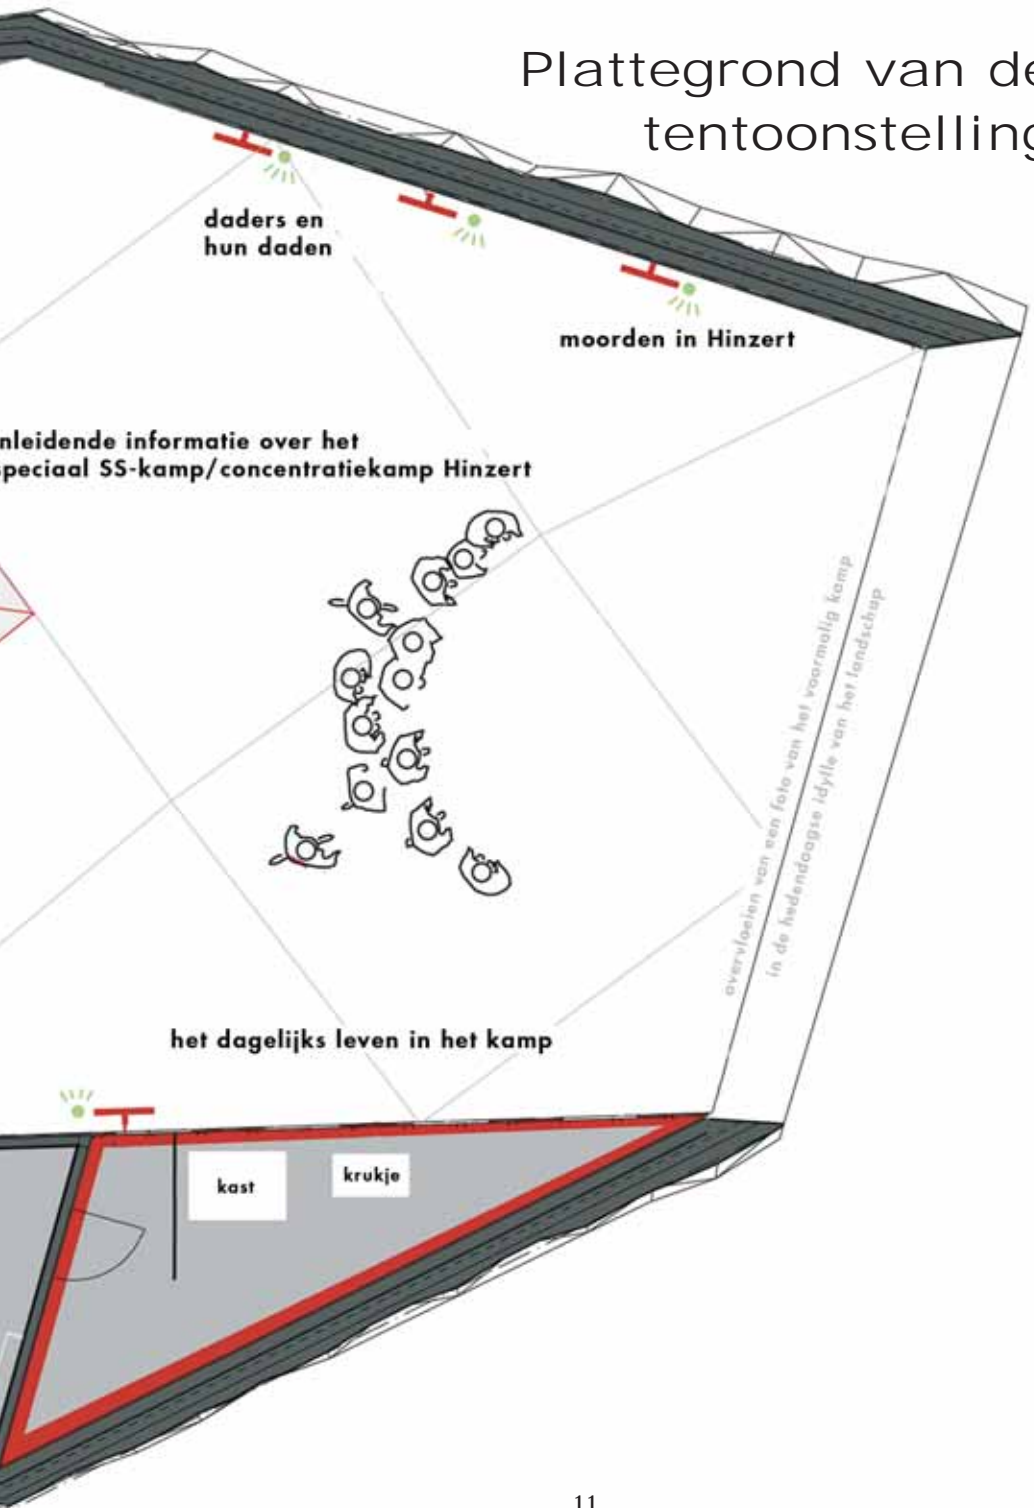 Plattegrond van de
tentoonstelling
daders en
hun daden
moorden in Hinzert
nleidende informatie over het
speciaal SS-kamp/concentratiekamp Hinzert
overvloeien van een foto van het voormalig kamp
in de hedendaagse idylle van het landschap
het dagelijks leven in het kamp
kast
krukje
11